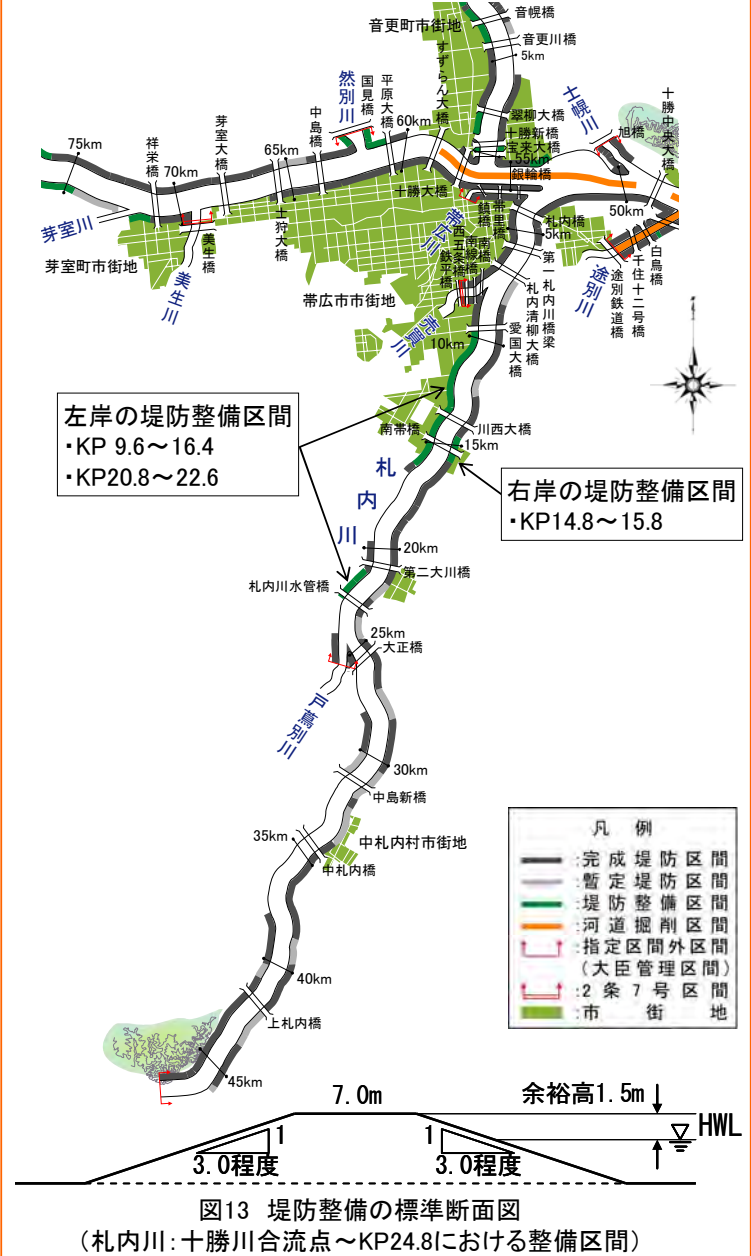 音更町市街地
音幌橋
音更川橋
5km
すずらん大橋
然別川
国見橋
平原大橋
60km
中島橋
65km
芽室大橋
祥栄橋
70km
75km
翠柳大橋
十勝新橋
宝来大橋
55km
銀輪橋
士幌川
旭橋
十勝中央大橋
50km
十勝大橋
鎮橋
帯里橋
札内橋
5km
帯広川
西五条橋
鉄平橋
南線橋
南橋
士狩大橋
芽室川
芽室町市街地
美生橋
美生川
帯広市市街地
売買川
10km
愛国大橋
札内清柳大橋
第一札内川橋梁
途別川
途別鉄道橋
千住十二号橋
白鳥橋
左岸の堤防整備区間
・KP 9.6～16.4
・KP20.8～22.6
南帯橋
川西大橋
15km
札内川
右岸の堤防整備区間
・KP14.8～15.8
20km
第二大川橋
札内川水管橋
25km
大正橋
戸蔦別川
30km
中島新橋
35km
中札内村市街地
中札内橋
40km
上札内橋
45km
凡例
:完成堤防区間
:暫定堤防区間
:堤防整備区間
:河道掘削区間
:指定区間外区間
(大臣管理区間)
:2条7号区間
:市街地
7.0m
余裕高1.5m
HWL
1
3.0程度
1
3.0程度
図13 堤防整備の標準断面図
（札内川:十勝川合流点～KP24.8における整備区間）